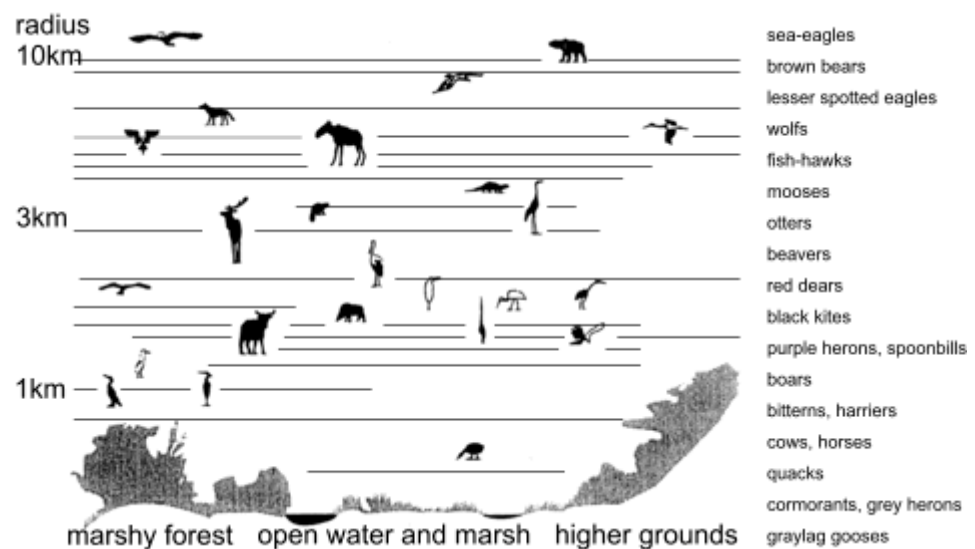 radius
10km
3km
1km
marshy forest open water and marsh higher grounds
sea-eagles
brown bears
lesser spotted eagles
wolfs
fish-hawks
mooses
otters
beavers
red dears
black kites
purple herons, spoonbills
boars
bitterns, harriers
cows, horses
quacks
cormorants, grey herons
graylag gooses